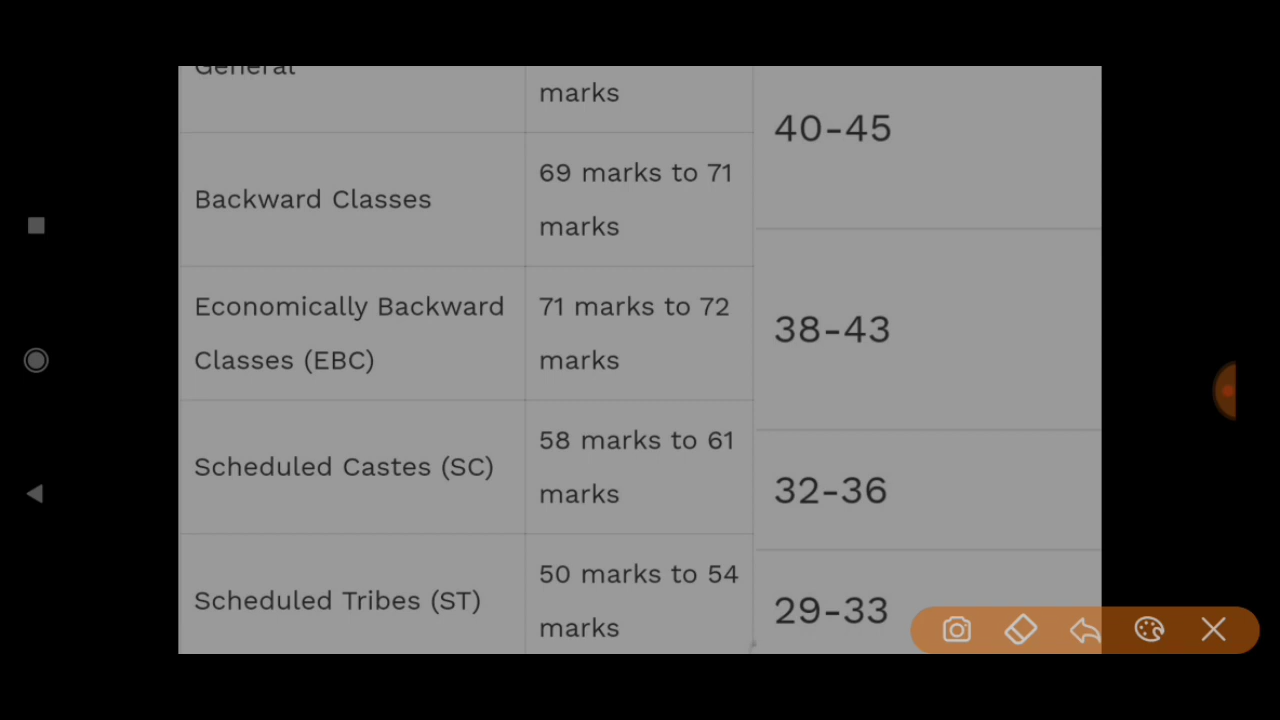 General
marks
40-45
Backward Classes
69 marks to 71
marks
Economically Backward
Classes (EBC)
71 marks to 72
marks
38-43
Scheduled Castes (SC)
58 marks to 61
marks
32-36
Scheduled Tribes (ST)
50 marks to 54
marks
29-33